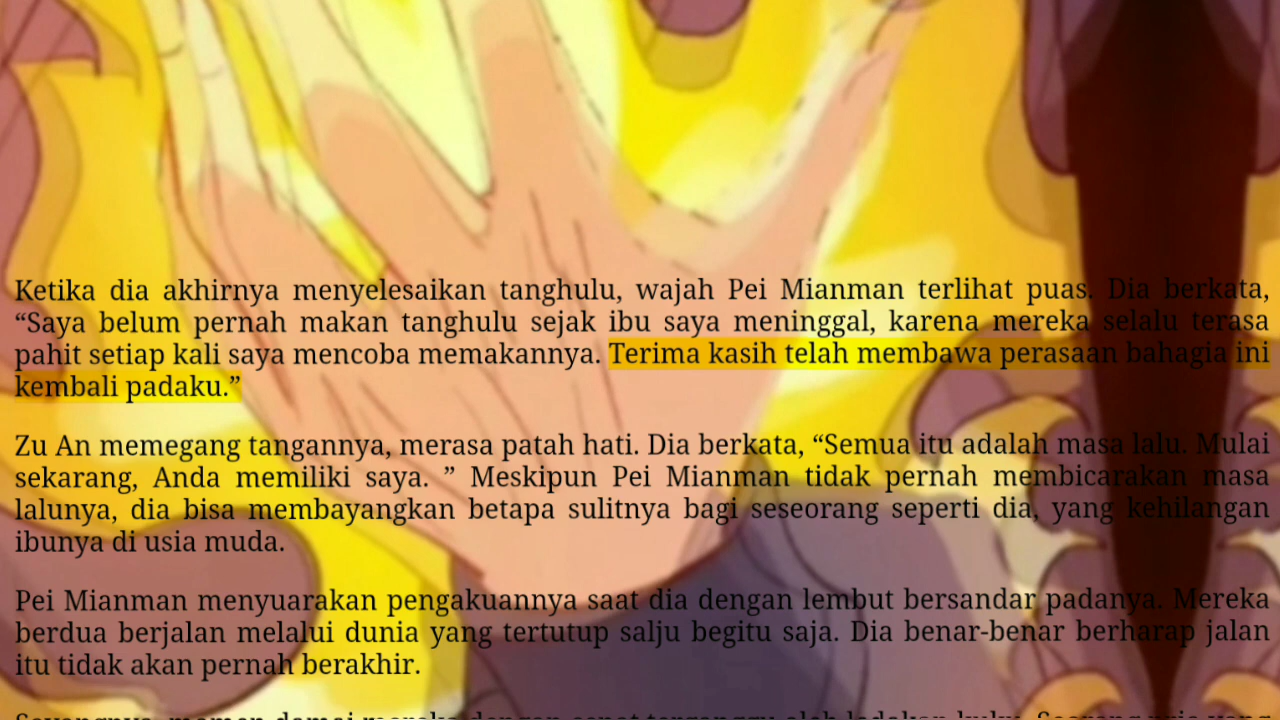 Ketika dia akhirnya menyelesaikan tanghulu, wajah Pei Mianman terlihat puas. Dia berkata,
“Saya belum pernah makan tanghulu sejak ibu saya meninggal, karena mereka selalu terasa
pahit setiap kali saya mencoba memakannya. Terima kasih telah membawa perasaan bahagia ini
kembali padaku.”
Zu An memegang tangannya, merasa patah hati. Dia berkata, “Semua itu adalah masa lalu. Mulai
sekarang, Anda memiliki saya. ” Meskipun Pei Mianman tidak pernah membicarakan masa
lalunya, dia bisa membayangkan betapa sulitnya bagi seseorang seperti dia, yang kehilangan
ibunya di usia muda.
Pei Mianman menyuarakan pengakuannya saat dia dengan lembut bersandar padanya. Mereka
berdua berjalan melalui dunia yang tertutup salju begitu saja. Dia benar-benar berharap jalan
itu tidak akan pernah berakhir.